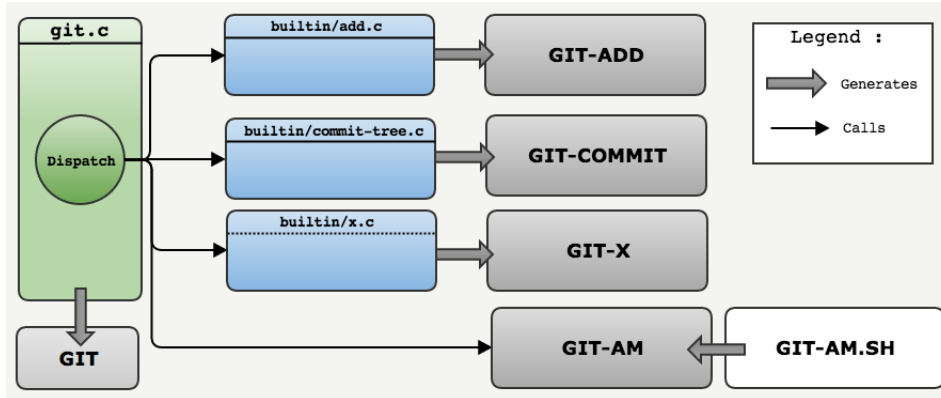 git.c
Dispatch
GIT
builtin/add.c
GIT-ADD
builtin/commit-tree.c
GIT-COMMIT
builtin/x.c
GIT-X
GIT-AM
GIT-AM.SH
Legend :
Generates
Calls